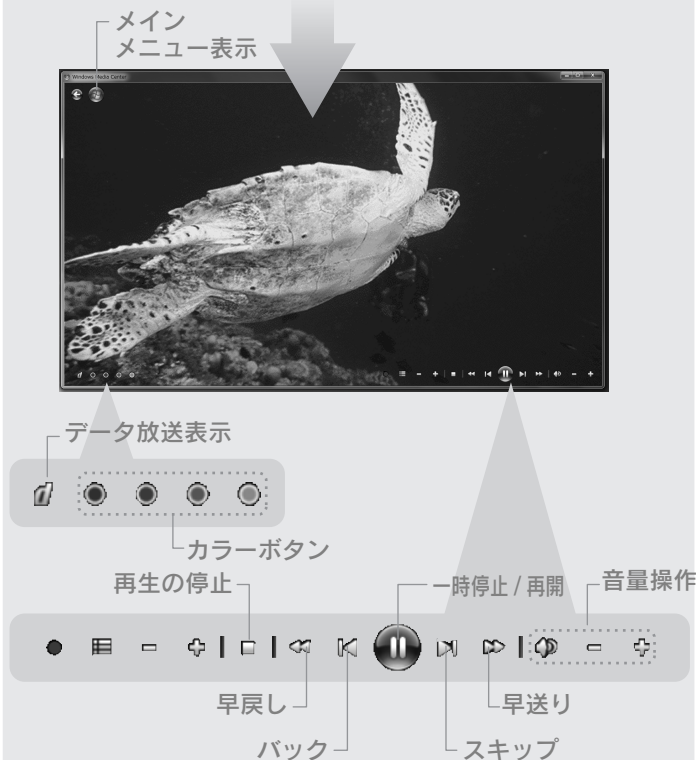 メイン
メニュー表示
Windows Media Center
データ放送表示
d
カラーボタン
再生の停止
一時停止 / 再開
音量操作
早戻し
早送り
バック
スキップ